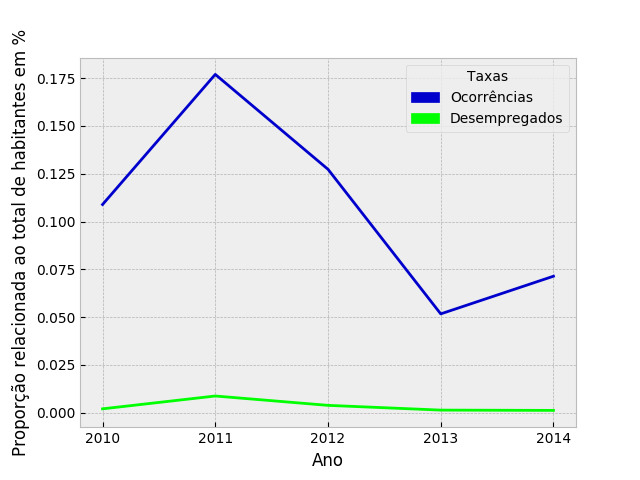 Proporção relacionada ao total de habitantes em %
0.175
0.150
0.125
0.100
0.075
0.050
0.025
0.000
Taxas
Ocorrências
Desempregados
2010 2011 2012 2013 2014
Ano